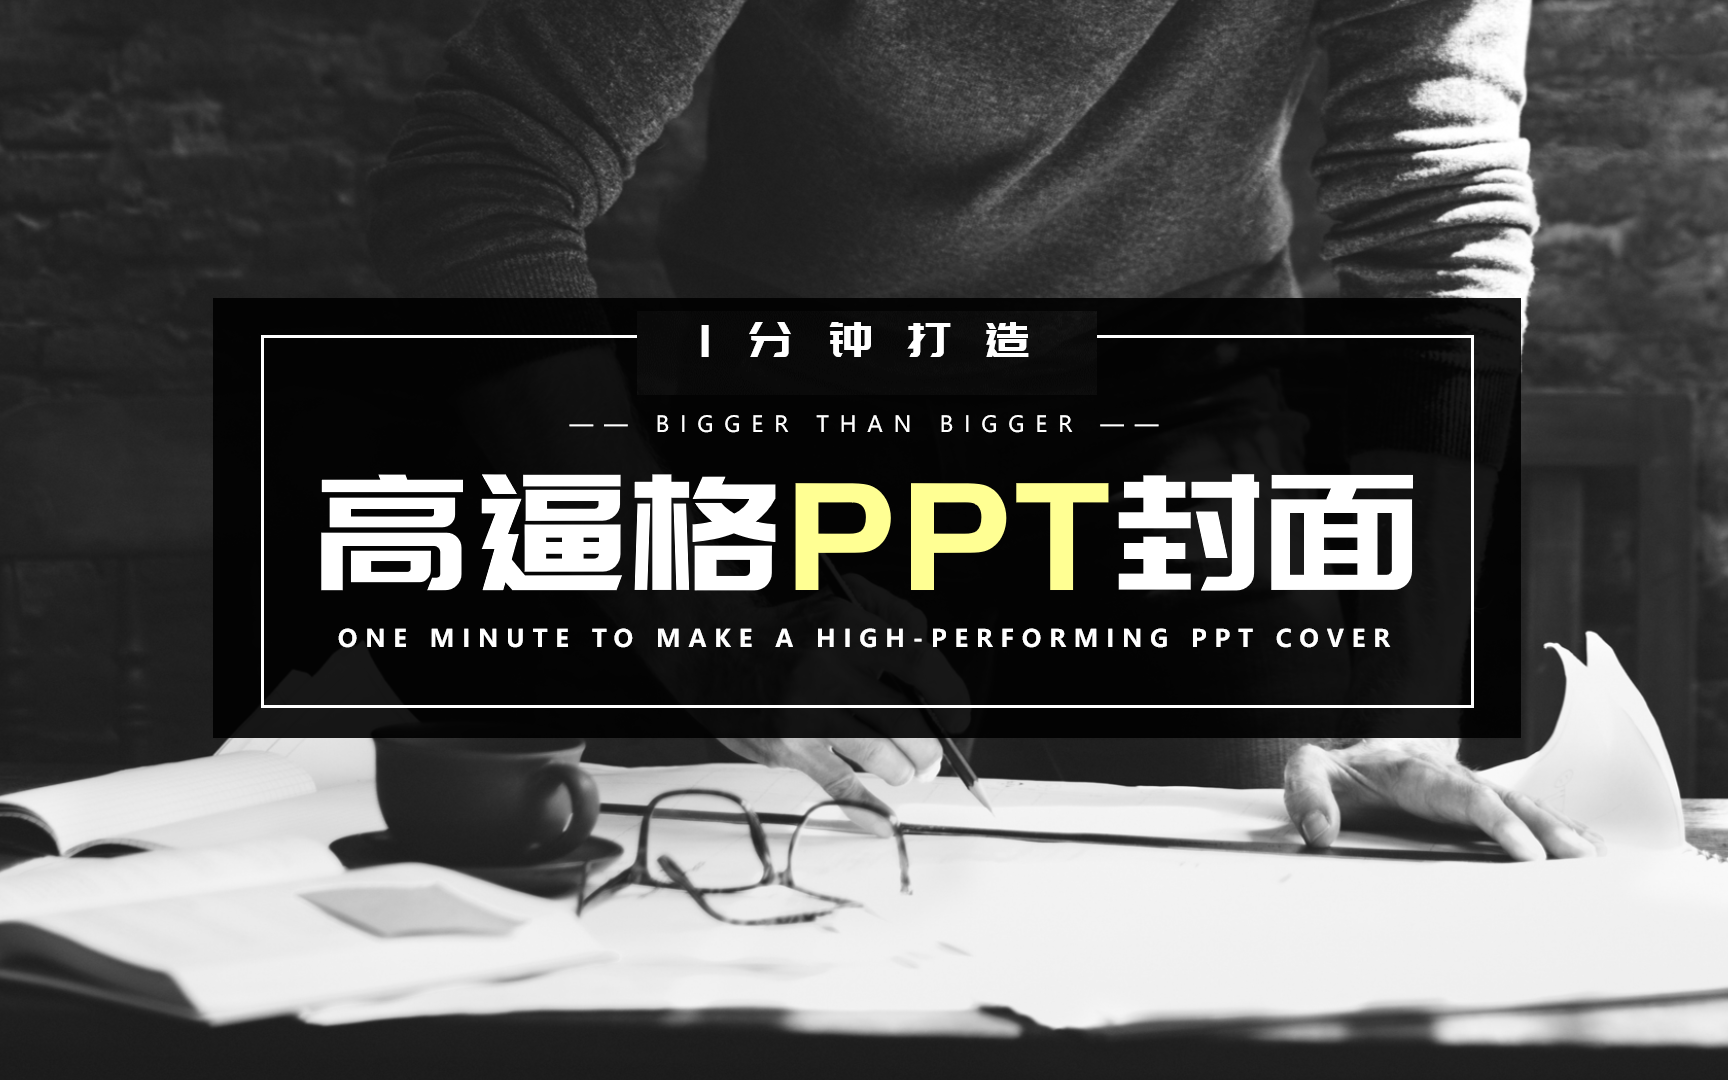 1分钟打造
—— BIGGER THAN BIGGER ——
高逼格PPT封面
ONE MINUTE TO MAKE A HIGH-PERFORMING PPT COVER